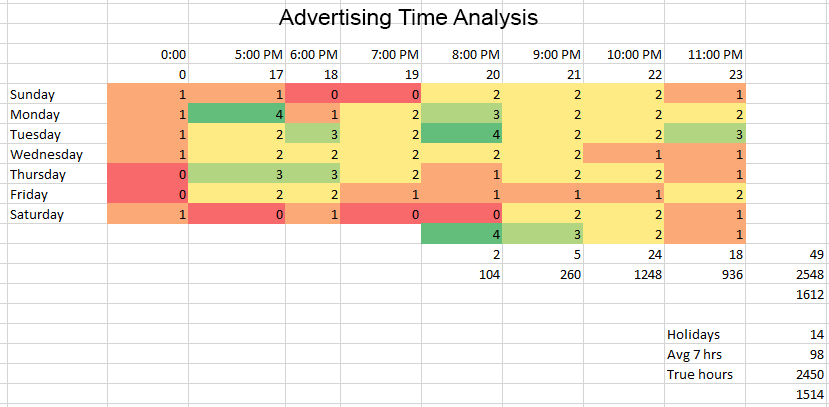 Advertising Time Analysis
0:00 5:00 PM 6:00 PM 7:00 PM 8:00 PM 9:00 PM 10:00 PM 11:00 PM
0 17 18 19 20 21 22 23
Sunday 1 1 0 0 2 2 2 1
Monday 1 4 1 2 3 2 2 2
Tuesday 1 2 3 2 4 2 2 3
Wednesday 1 2 2 2 2 2 1 1
Thursday 0 3 3 2 1 2 2 1
Friday 0 2 2 1 1 1 1 2
Saturday 1 0 1 0 0 2 2 1
4 3 2 1
2 5 24 18 49
104 260 1248 936 2548
1612
Holidays 14
Avg 7 hrs 98
True hours 2450
1514